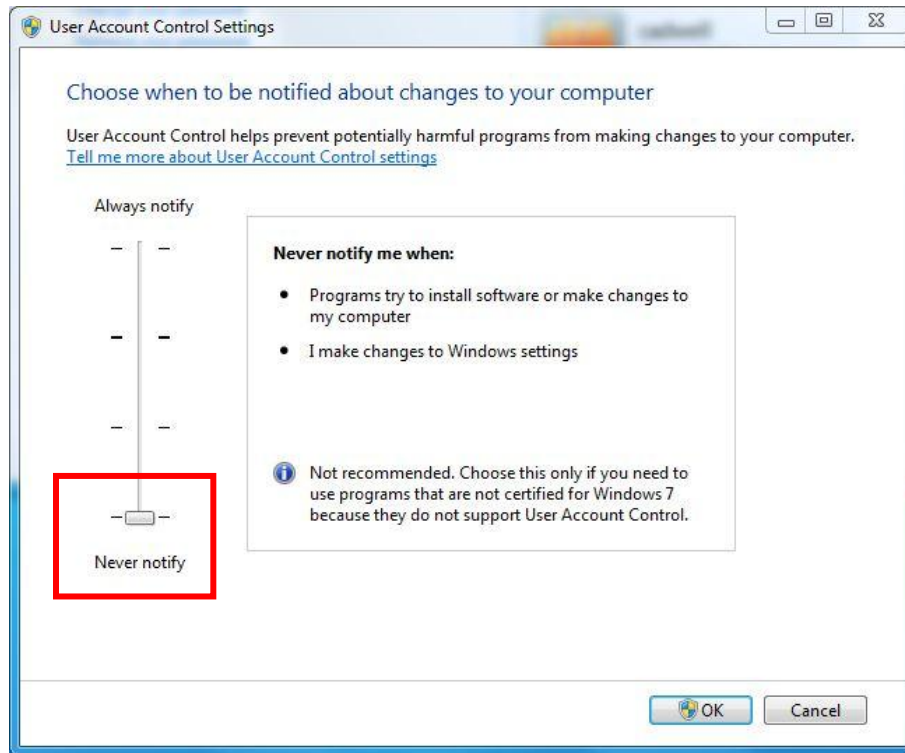 User Account Control Settings
Choose when to be notified about changes to your computer
User Account Control helps prevent potentially harmful programs from making changes to your computer.
Tell me more about User Account Control settings
Always notify
Never notify me when:
• Programs try to install software or make changes to
my computer
• I make changes to Windows settings
Not recommended. Choose this only if you need to
use programs that are not certified for Windows 7
because they do not support User Account Control.
Never notify
OK
Cancel